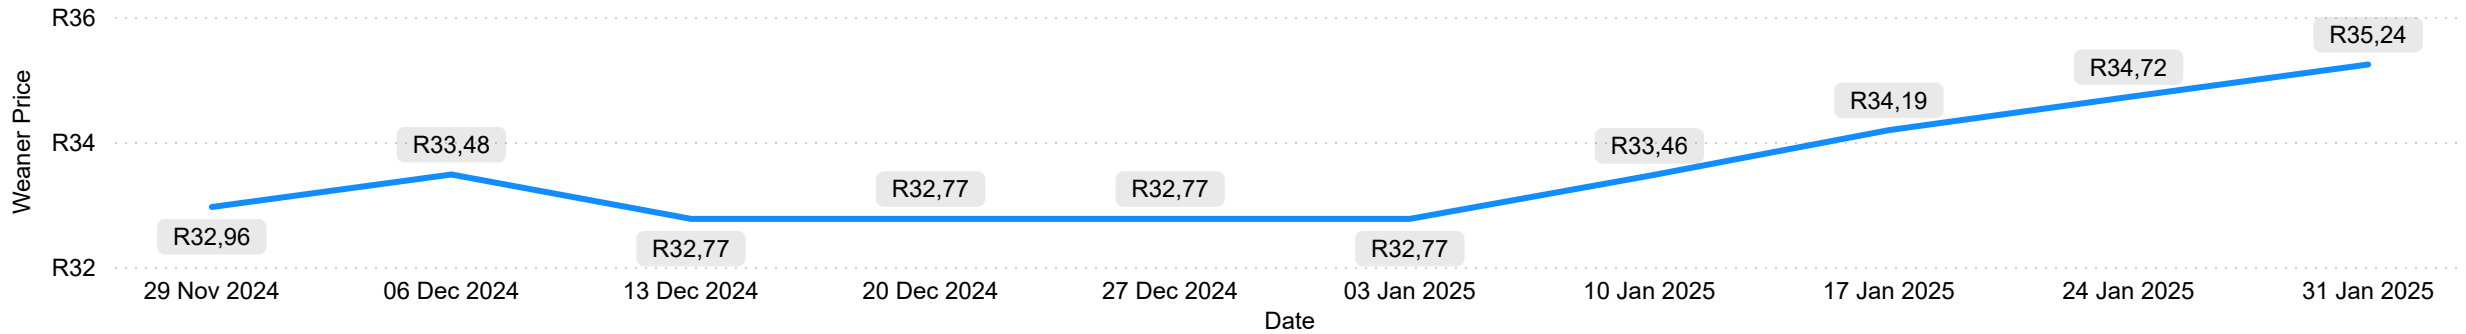 Weaner Price
R36
R34
R32
R32,96
R33,48
R32,77
R32,77
R32,77
R32,77
R33,46
R34,19
R34,72
R35,24
29 Nov 2024
06 Dec 2024
13 Dec 2024
20 Dec 2024
27 Dec 2024
03 Jan 2025
10 Jan 2025
17 Jan 2025
24 Jan 2025
31 Jan 2025
Date